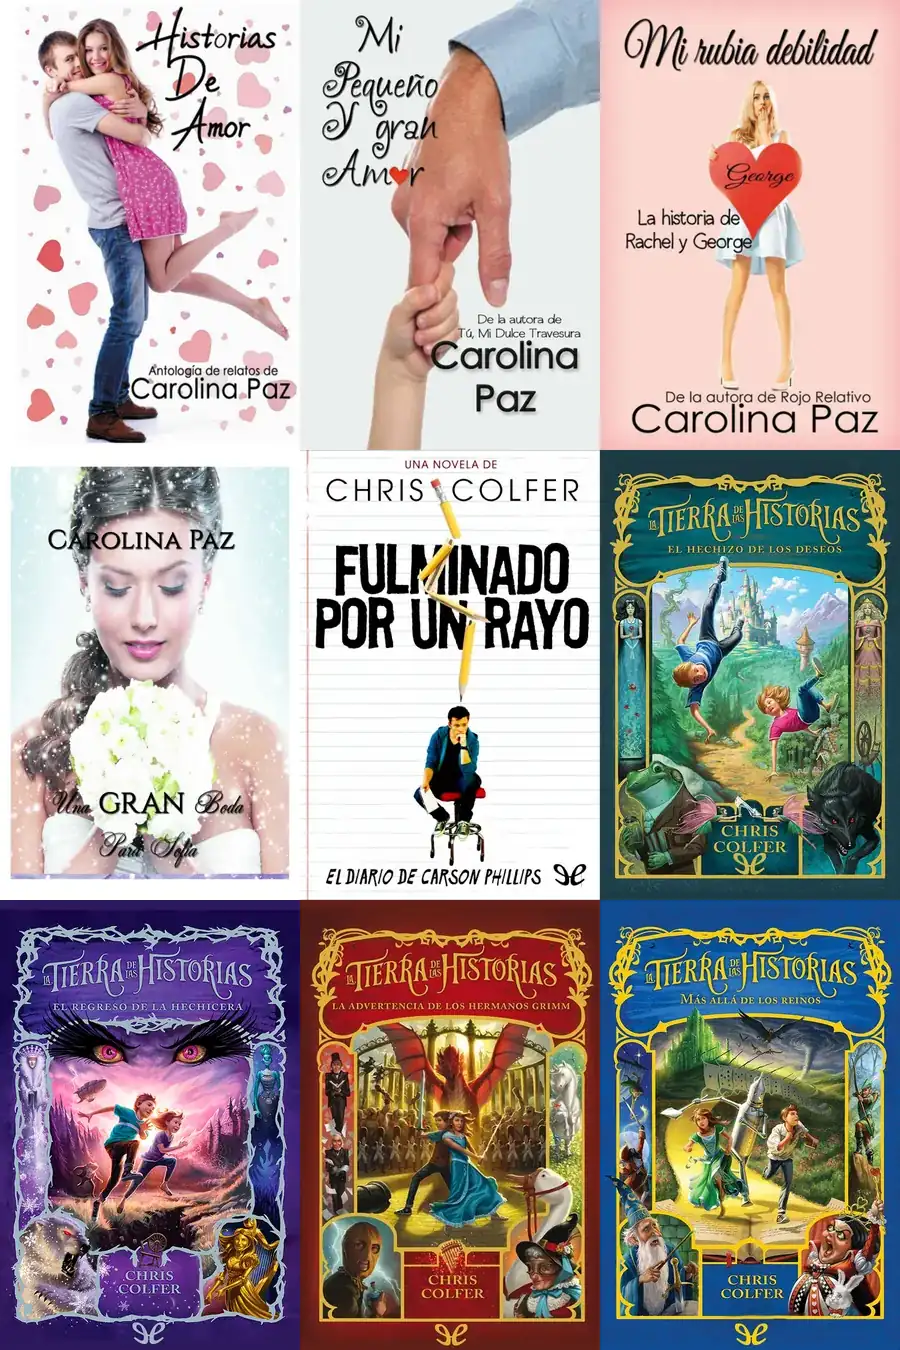 Historias
De
Amor
Antología de relatos de
Carolina Paz
Mi
Pequeño
Y gran
Amor
De la autora de
Tú, Mi Dulce Travesura
Carolina
Paz
Mi rubia debilidad
George
La historia de
Rachel y George
De la autora de Rojo Relativo
Carolina Paz
Carolina Paz
Una GRAN Boda
Para Sofía
UNA NOVELA DE
CHRIS COLFER
FULMINADO
POR UN RAYO
EL DIARIO DE CARSON PHILLIPS
LA TIERRA DE LAS HISTORIAS
EL HECHIZO DE LOS DESEOS
CHRIS
COLFER
LA TIERRA DE LAS HISTORIAS
EL REGRESO DE LA HECHICERA
CHRIS
COLFER
LA TIERRA DE LAS HISTORIAS
LA ADVERTENCIA DE LOS HERMANOS GRIMM
CHRIS
COLFER
LA TIERRA DE LAS HISTORIAS
MÁS ALLÁ DE LOS REINOS
CHRIS
COLFER